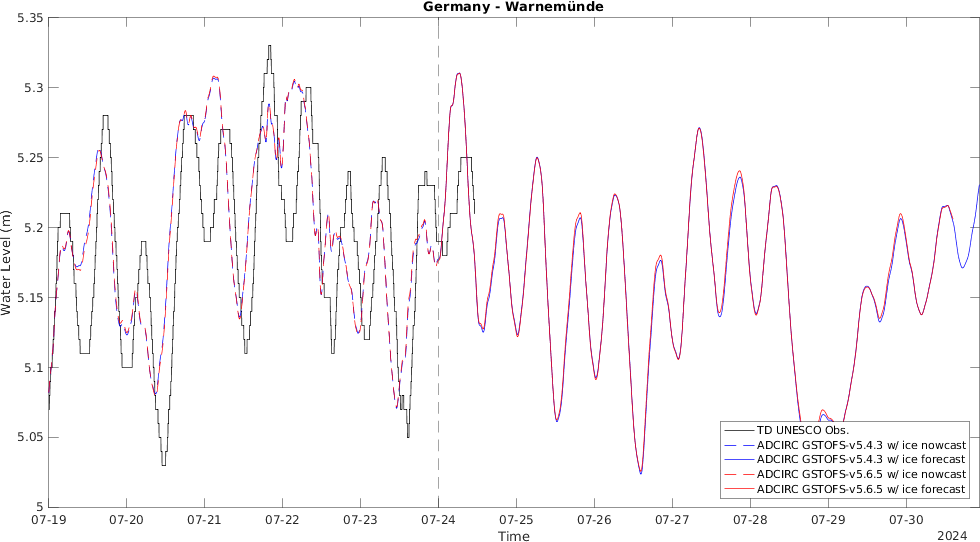 Germany - Warnemünde
5.35
5.3
5.25
5.2
5.15
5.1
5.05
5
Water Level (m)
07-19 07-20 07-21 07-22 07-23 07-24 07-25 07-26 07-27 07-28 07-29 07-30
Time
2024
TD UNESCO Obs.
ADCIRC GSTOFS-v5.4.3 w/ ice nowcast
ADCIRC GSTOFS-v5.4.3 w/ ice forecast
ADCIRC GSTOFS-v5.6.5 w/ ice nowcast
ADCIRC GSTOFS-v5.6.5 w/ ice forecast